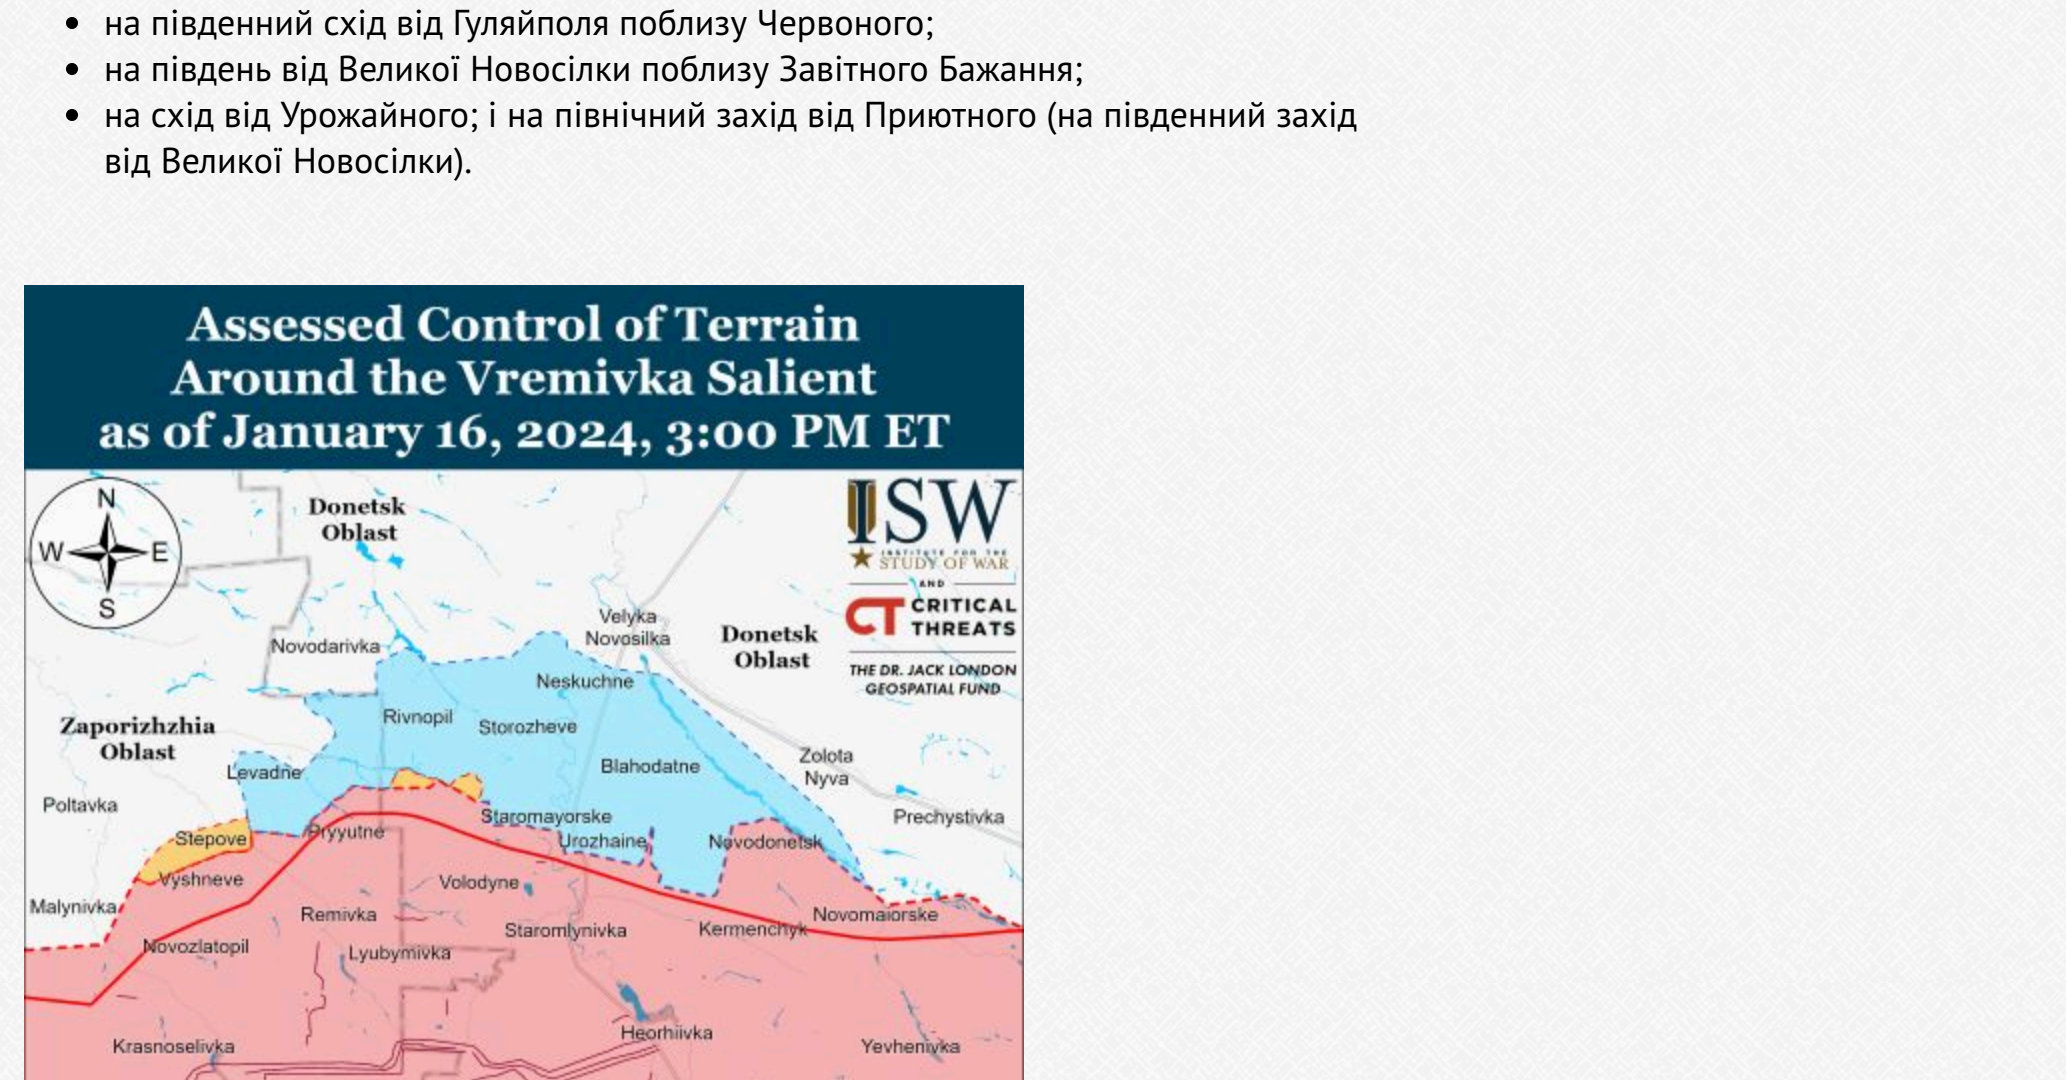 на південний схід від Гуляйполя поблизу Червоного;
на південь від Великої Новосілки поблизу Завітного Бажання;
на схід від Урожайного; і на північний захід від Приютного (на південний захід
від Великої Новосілки).
Assessed Control of Terrain
Around the Vremivka Salient
as of January 16, 2024, 3:00 PM ET
N
W E
S
Donetsk
Oblast
ISW
INSTITUTE FOR THE
STUDY OF WAR
AND
CT CRITICAL
THREATS
THE DR. JACK LONDON
GEOSPATIAL FUND
Velyka
Novosilka
Donetsk
Oblast
Novodarivka
Neskuchne
Rivnopil
Storozheve
Zaporizhzhia
Oblast
Levadne
Blahodatne
Zolota
Nyva
Poltavka
Staromayorske
Prechystivka
Stepove
Pryyutne
Urozhaine
Novodonetsk
Vyshneve
Volodyne
Malynivka
Remivka
Novomaiorske
Staromlynivka
Kermenchyk
Novozlatopil
Lyubymivka
Heorhiivka
Krasnoselivka
Yevhenivka